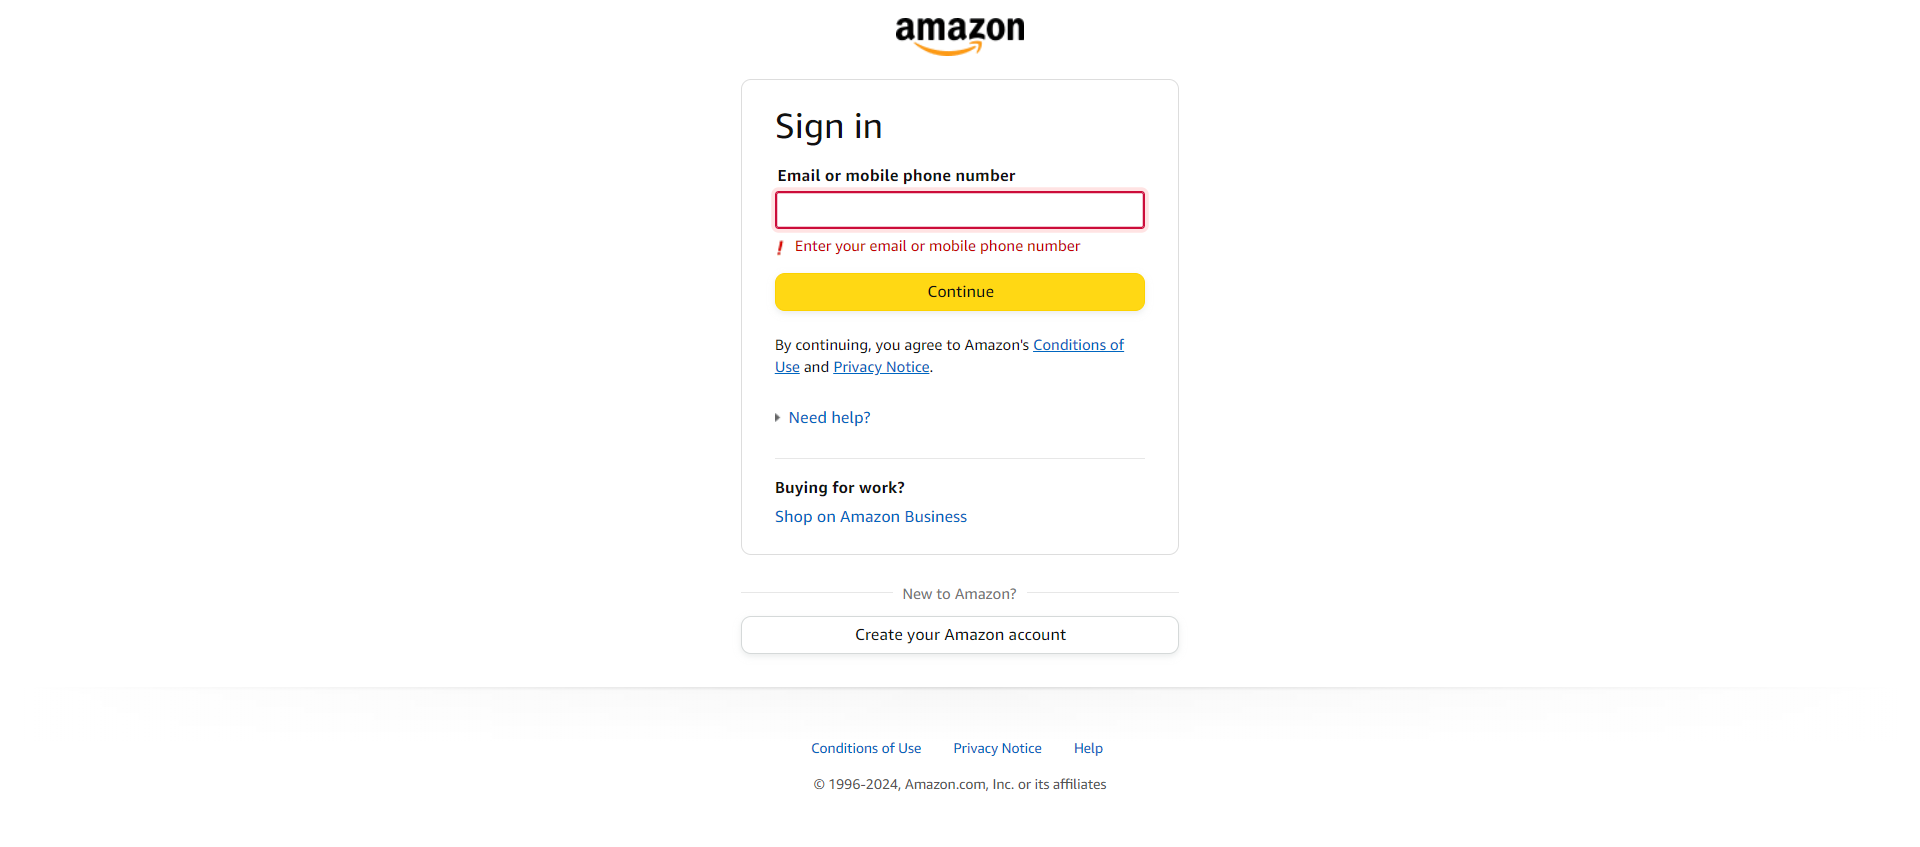 amazon
Sign in
Email or mobile phone number
Enter your email or mobile phone number
Continue
By continuing, you agree to Amazon's Conditions of
Use and Privacy Notice.
Need help?
Buying for work?
Shop on Amazon Business
New to Amazon?
Create your Amazon account
Conditions of Use Privacy Notice Help
© 1996-2024, Amazon.com, Inc. or its affiliates